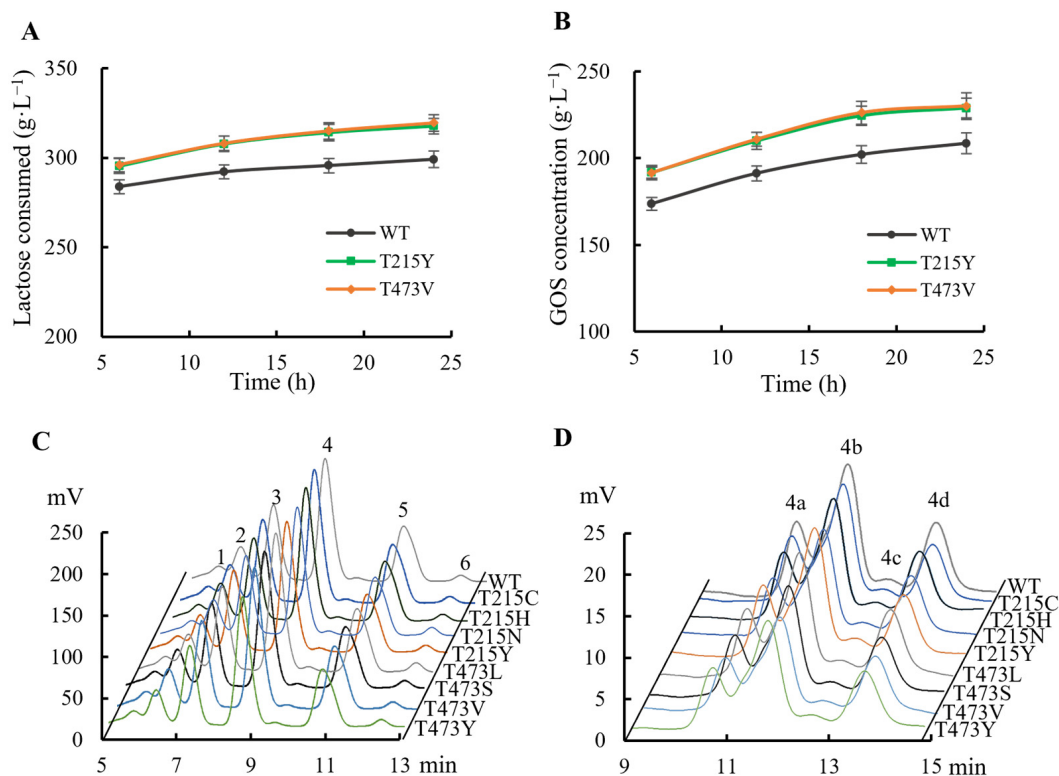 A
Lactose consumed (g·L⁻¹)
350
300
250
200
WT
T215Y
T473V
5 10 15 20 25
Time (h)
B
GOS concentration (g·L⁻¹)
250
200
150
100
WT
T215Y
T473V
5 10 15 20 25
Time (h)
C
mV
250
200
150
100
50
0
1 2 3 4 5 6
WT
T215C
T215H
T215N
T215Y
T473L
T473S
T473V
T473Y
5 7 9 11 13 min
D
mV
25
20
15
10
5
0
4a 4b 4c 4d
WT
T215C
T215H
T215N
T215Y
T473L
T473S
T473V
T473Y
9 11 13 15 min